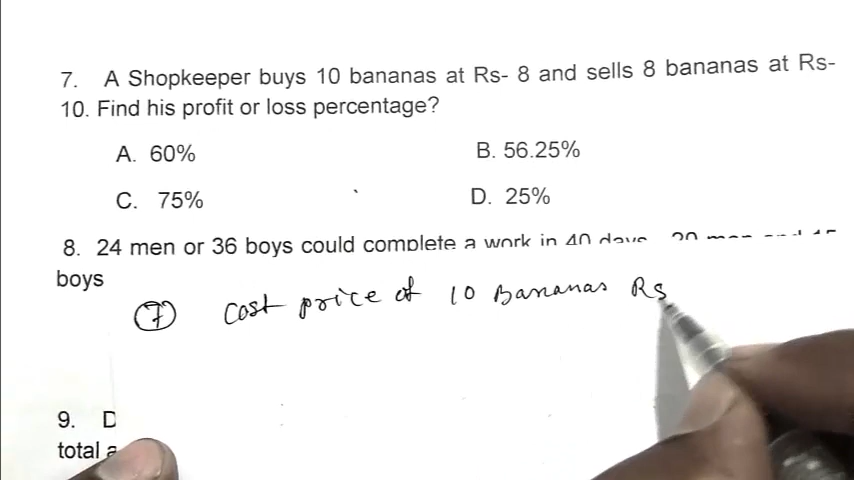 7. A Shopkeeper buys 10 bananas at Rs- 8 and sells 8 bananas at Rs-
10. Find his profit or loss percentage?
A. 60%
B. 56.25%
C. 75%
D. 25%
8. 24 men or 36 boys could complete a work in 40 days
boys
7 Cost price of 10 Bananas Rs
9. D
total a